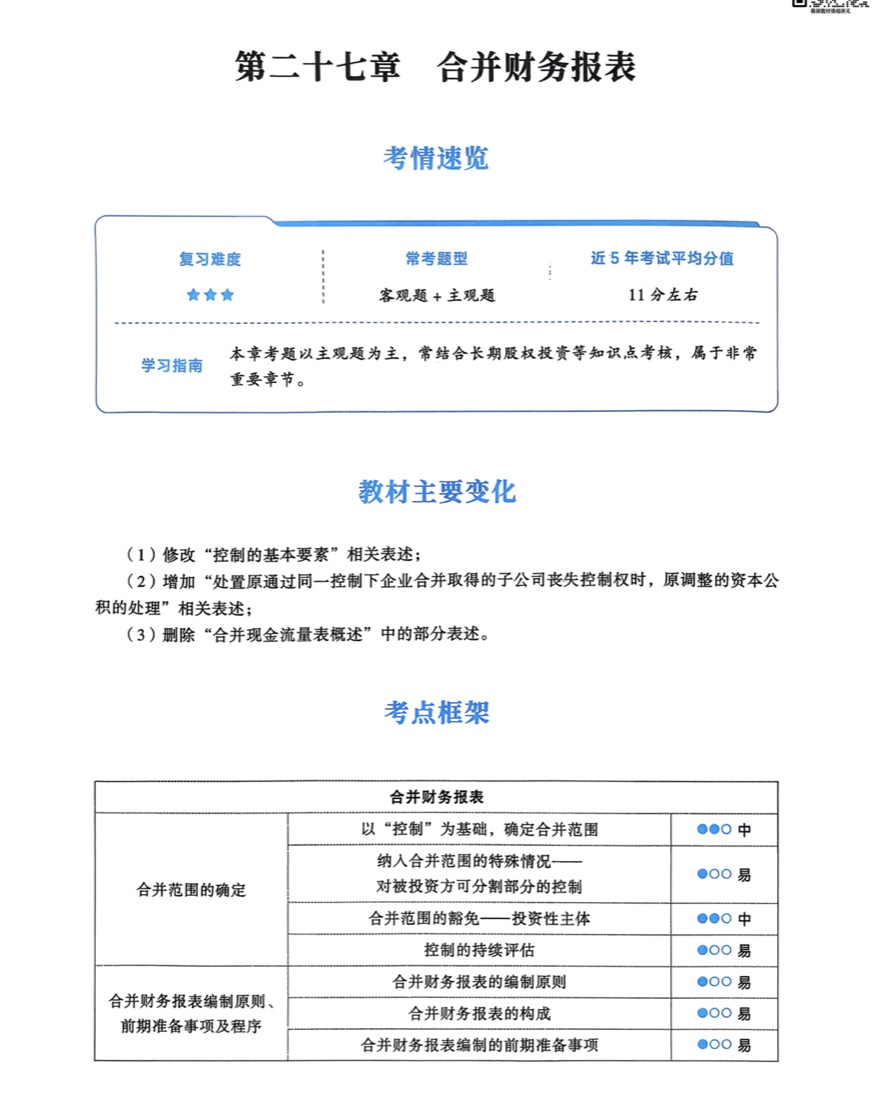 第二十七章 合并财务报表
考情速览
复习难度 常考题型 近5年考试平均分值
★★★ 客观题+主观题 11分左右
学习指南
本章考题以主观题为主，常结合长期股权投资等知识点考核，属于非常
重要章节。
教材主要变化
（1）修改“控制的基本要素”相关表述；
（2）增加“处置原通过同一控制下企业合并取得的子公司丧失控制权时，原调整的资本公
积的处理”相关表述；
（3）删除“合并现金流量表概述”中的部分表述。
考点框架
合并财务报表
合并范围的确定
以“控制”为基础，确定合并范围 中
纳入合并范围的特殊情况——
对被投资方可分割部分的控制 易
合并范围的豁免——投资性主体 中
控制的持续评估 易
合并财务报表编制原则、
前期准备事项及程序
合并财务报表的编制原则 易
合并财务报表的构成 易
合并财务报表编制的前期准备事项 易